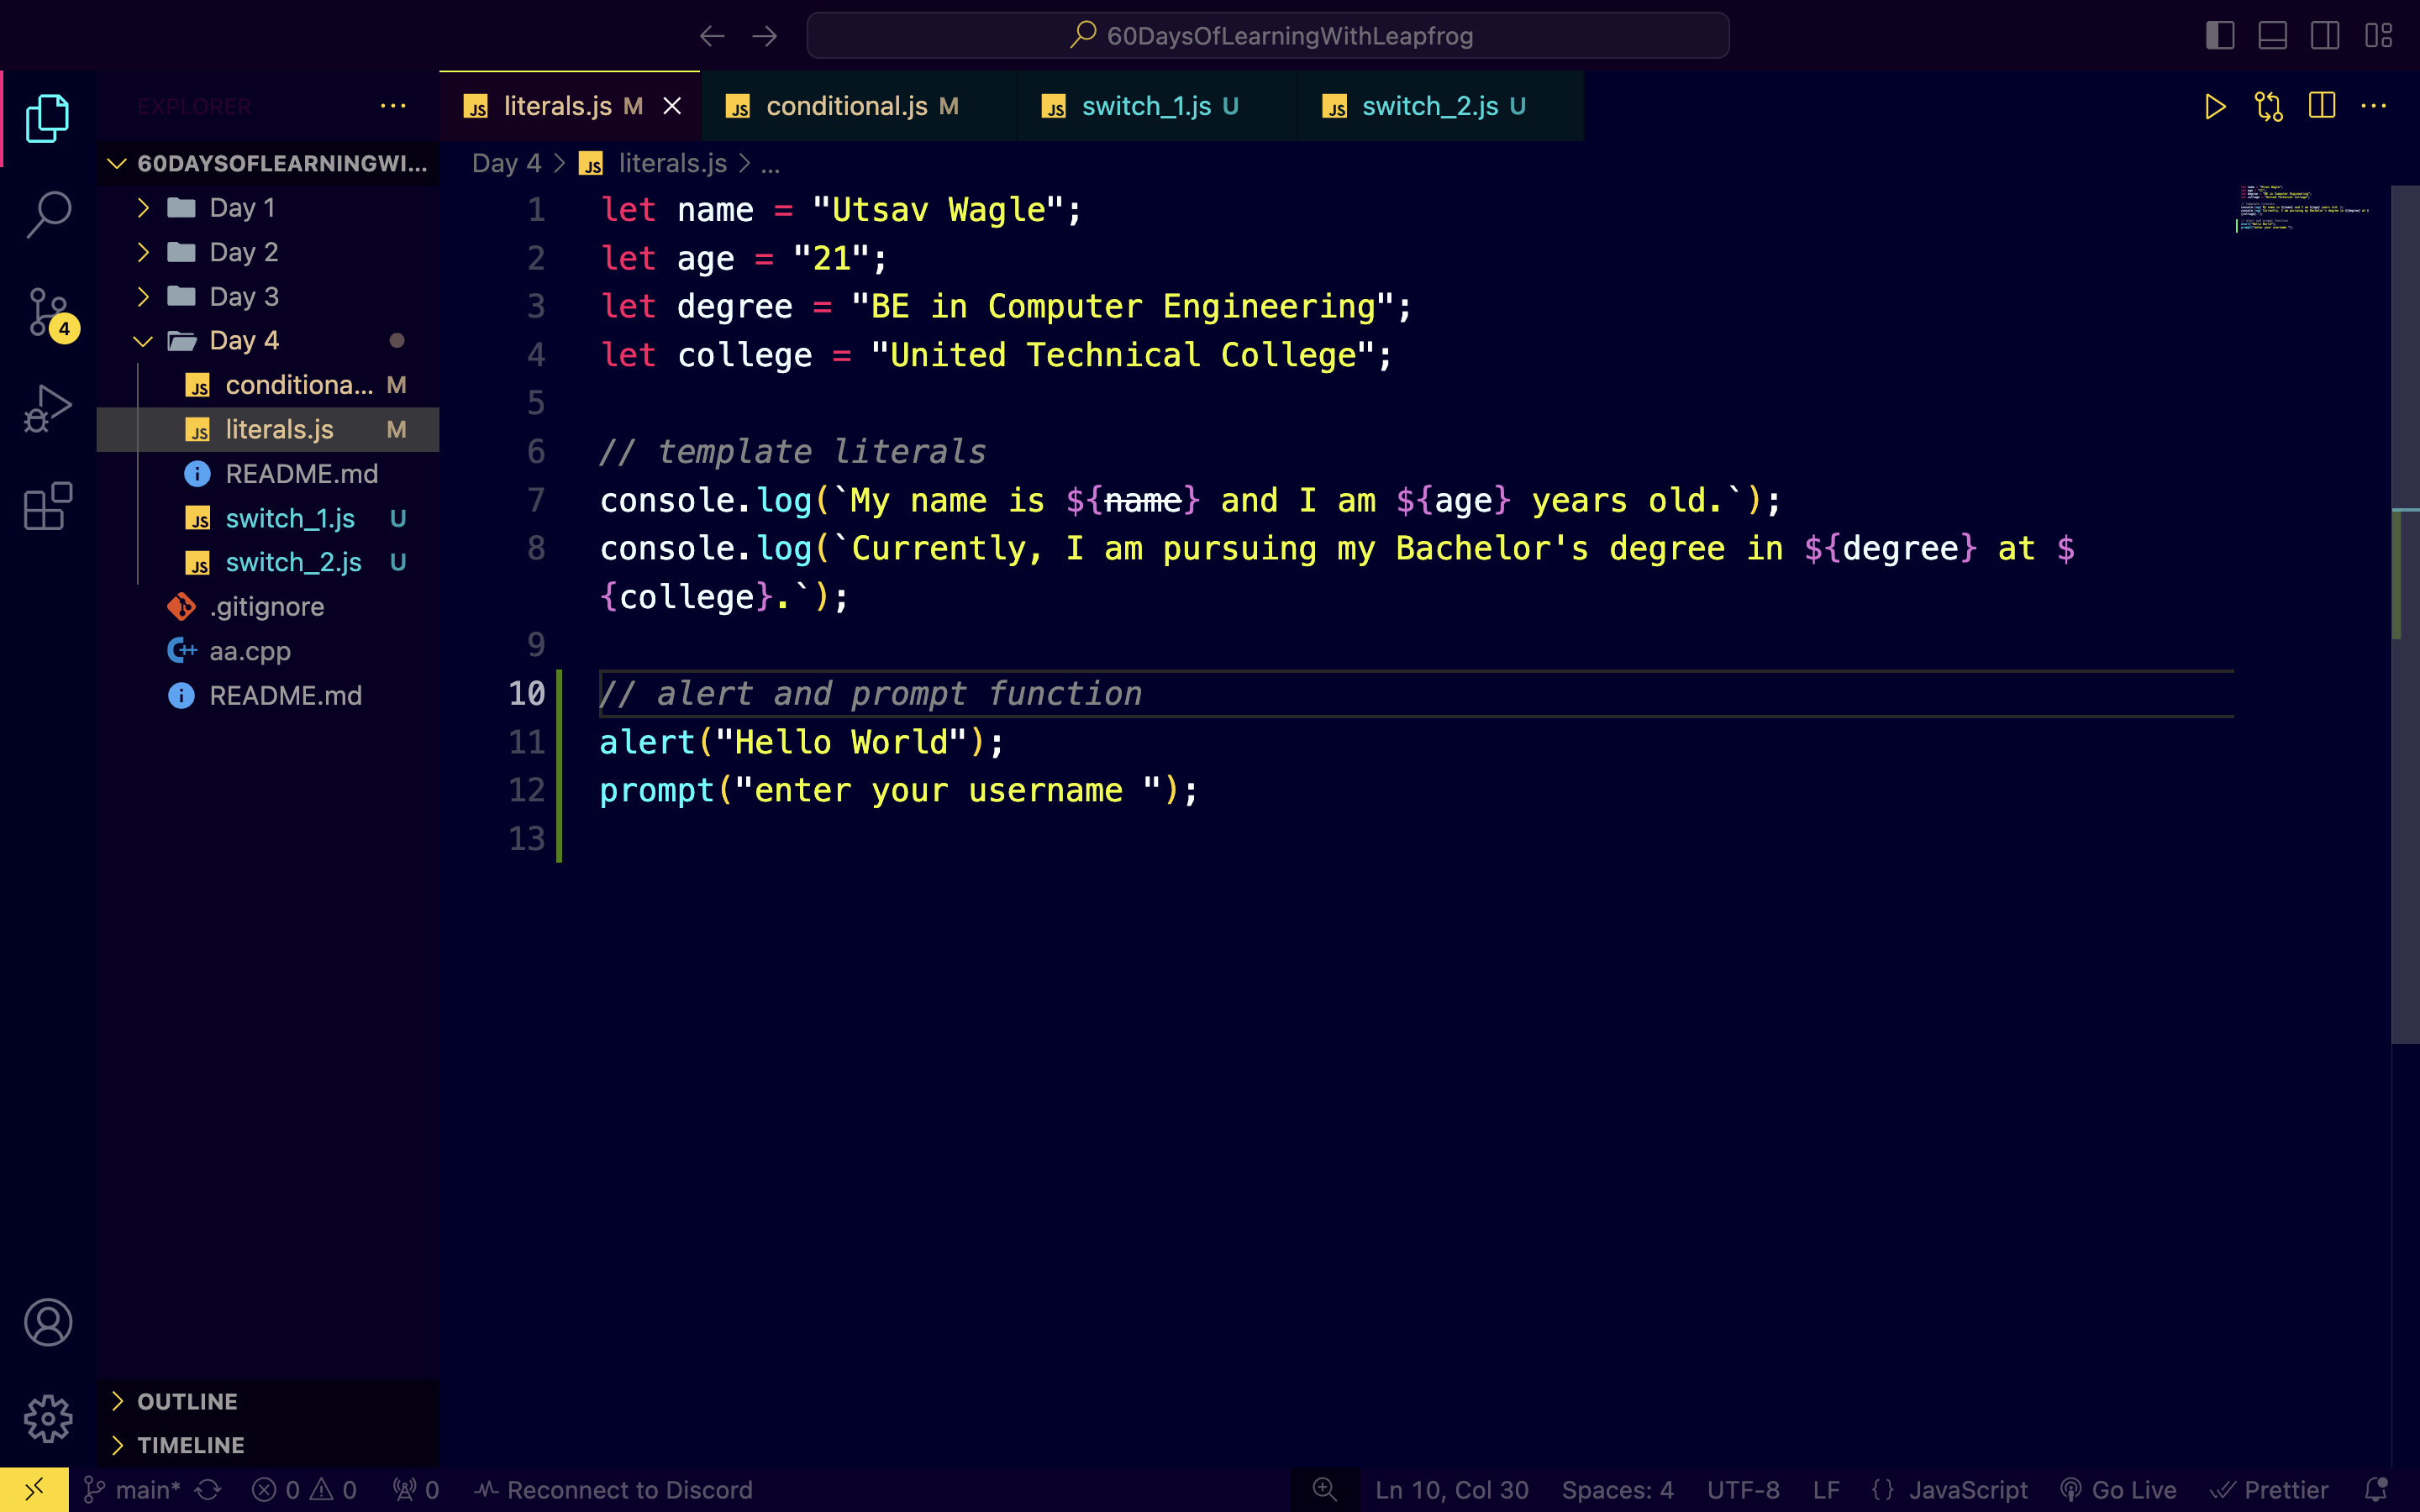 60DaysOfLearningWithLeapfrog
EXPLORER
literals.js M
conditional.js M
switch_1.js U
switch_2.js U
60DAYSOFLEARNINGWI...
Day 1
Day 2
Day 3
Day 4
conditiona... M
literals.js M
README.md
switch_1.js U
switch_2.js U
.gitignore
aa.cpp
README.md
OUTLINE
TIMELINE
4
Day 4 > JS literals.js > ...
1 let name = "Utsav Wagle";
2 let age = "21";
3 let degree = "BE in Computer Engineering";
4 let college = "United Technical College";
5
6 // template literals
7 console.log(`My name is ${name} and I am ${age} years old.`);
8 console.log(`Currently, I am pursuing my Bachelor's degree in ${degree} at $
{college}.`);
9
10 // alert and prompt function
11 alert("Hello World");
12 prompt("enter your username ");
13
main* 0 0 0 Reconnect to Discord Ln 10, Col 30 Spaces: 4 UTF-8 LF {} JavaScript Go Live Prettier